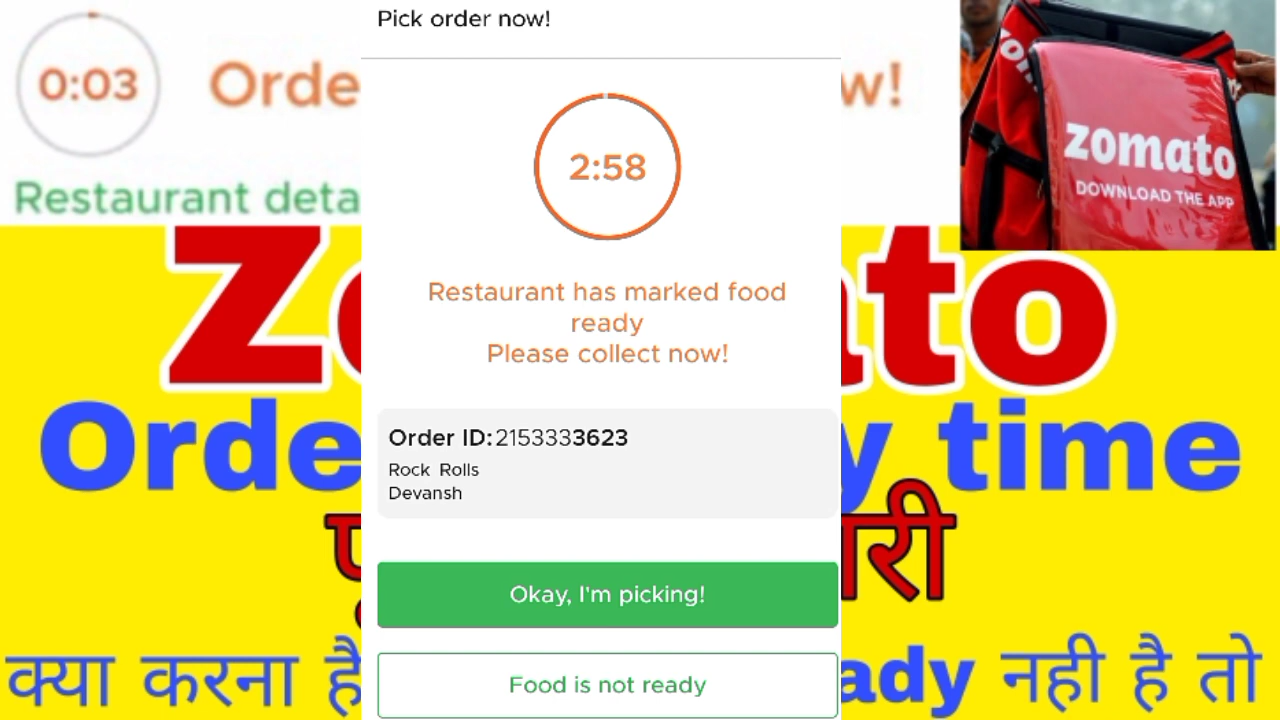 Pick order now!
0:03
Orde
w!
2:58
Restaurant deta
Restaurant has marked food
ready
Please collect now!
zomato
DOWNLOAD THE APP
Z
ato
Order ID:2153333623
Rock Rolls
Devansh
Orde
y time
री
Okay, I'm picking!
Food is not ready
क्या करना है
ady नही है तो